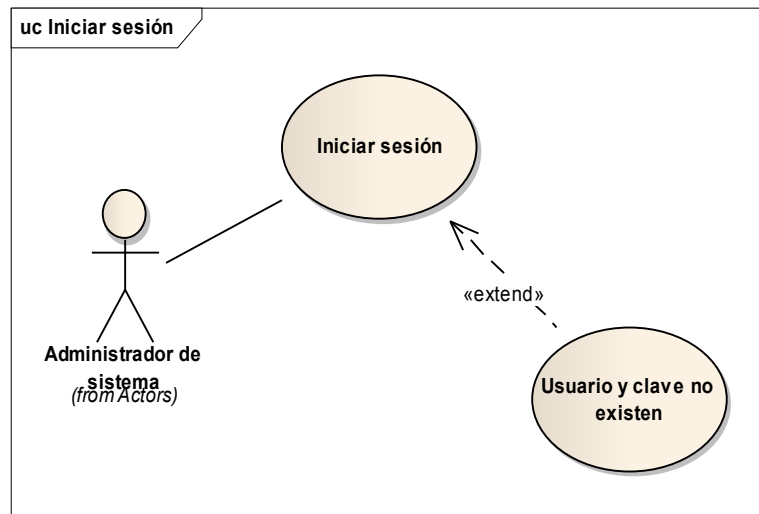 uc Iniciar sesión
Iniciar sesión
«extend»
Administrador de
sistema
(from Actors)
Usuario y clave no
existen